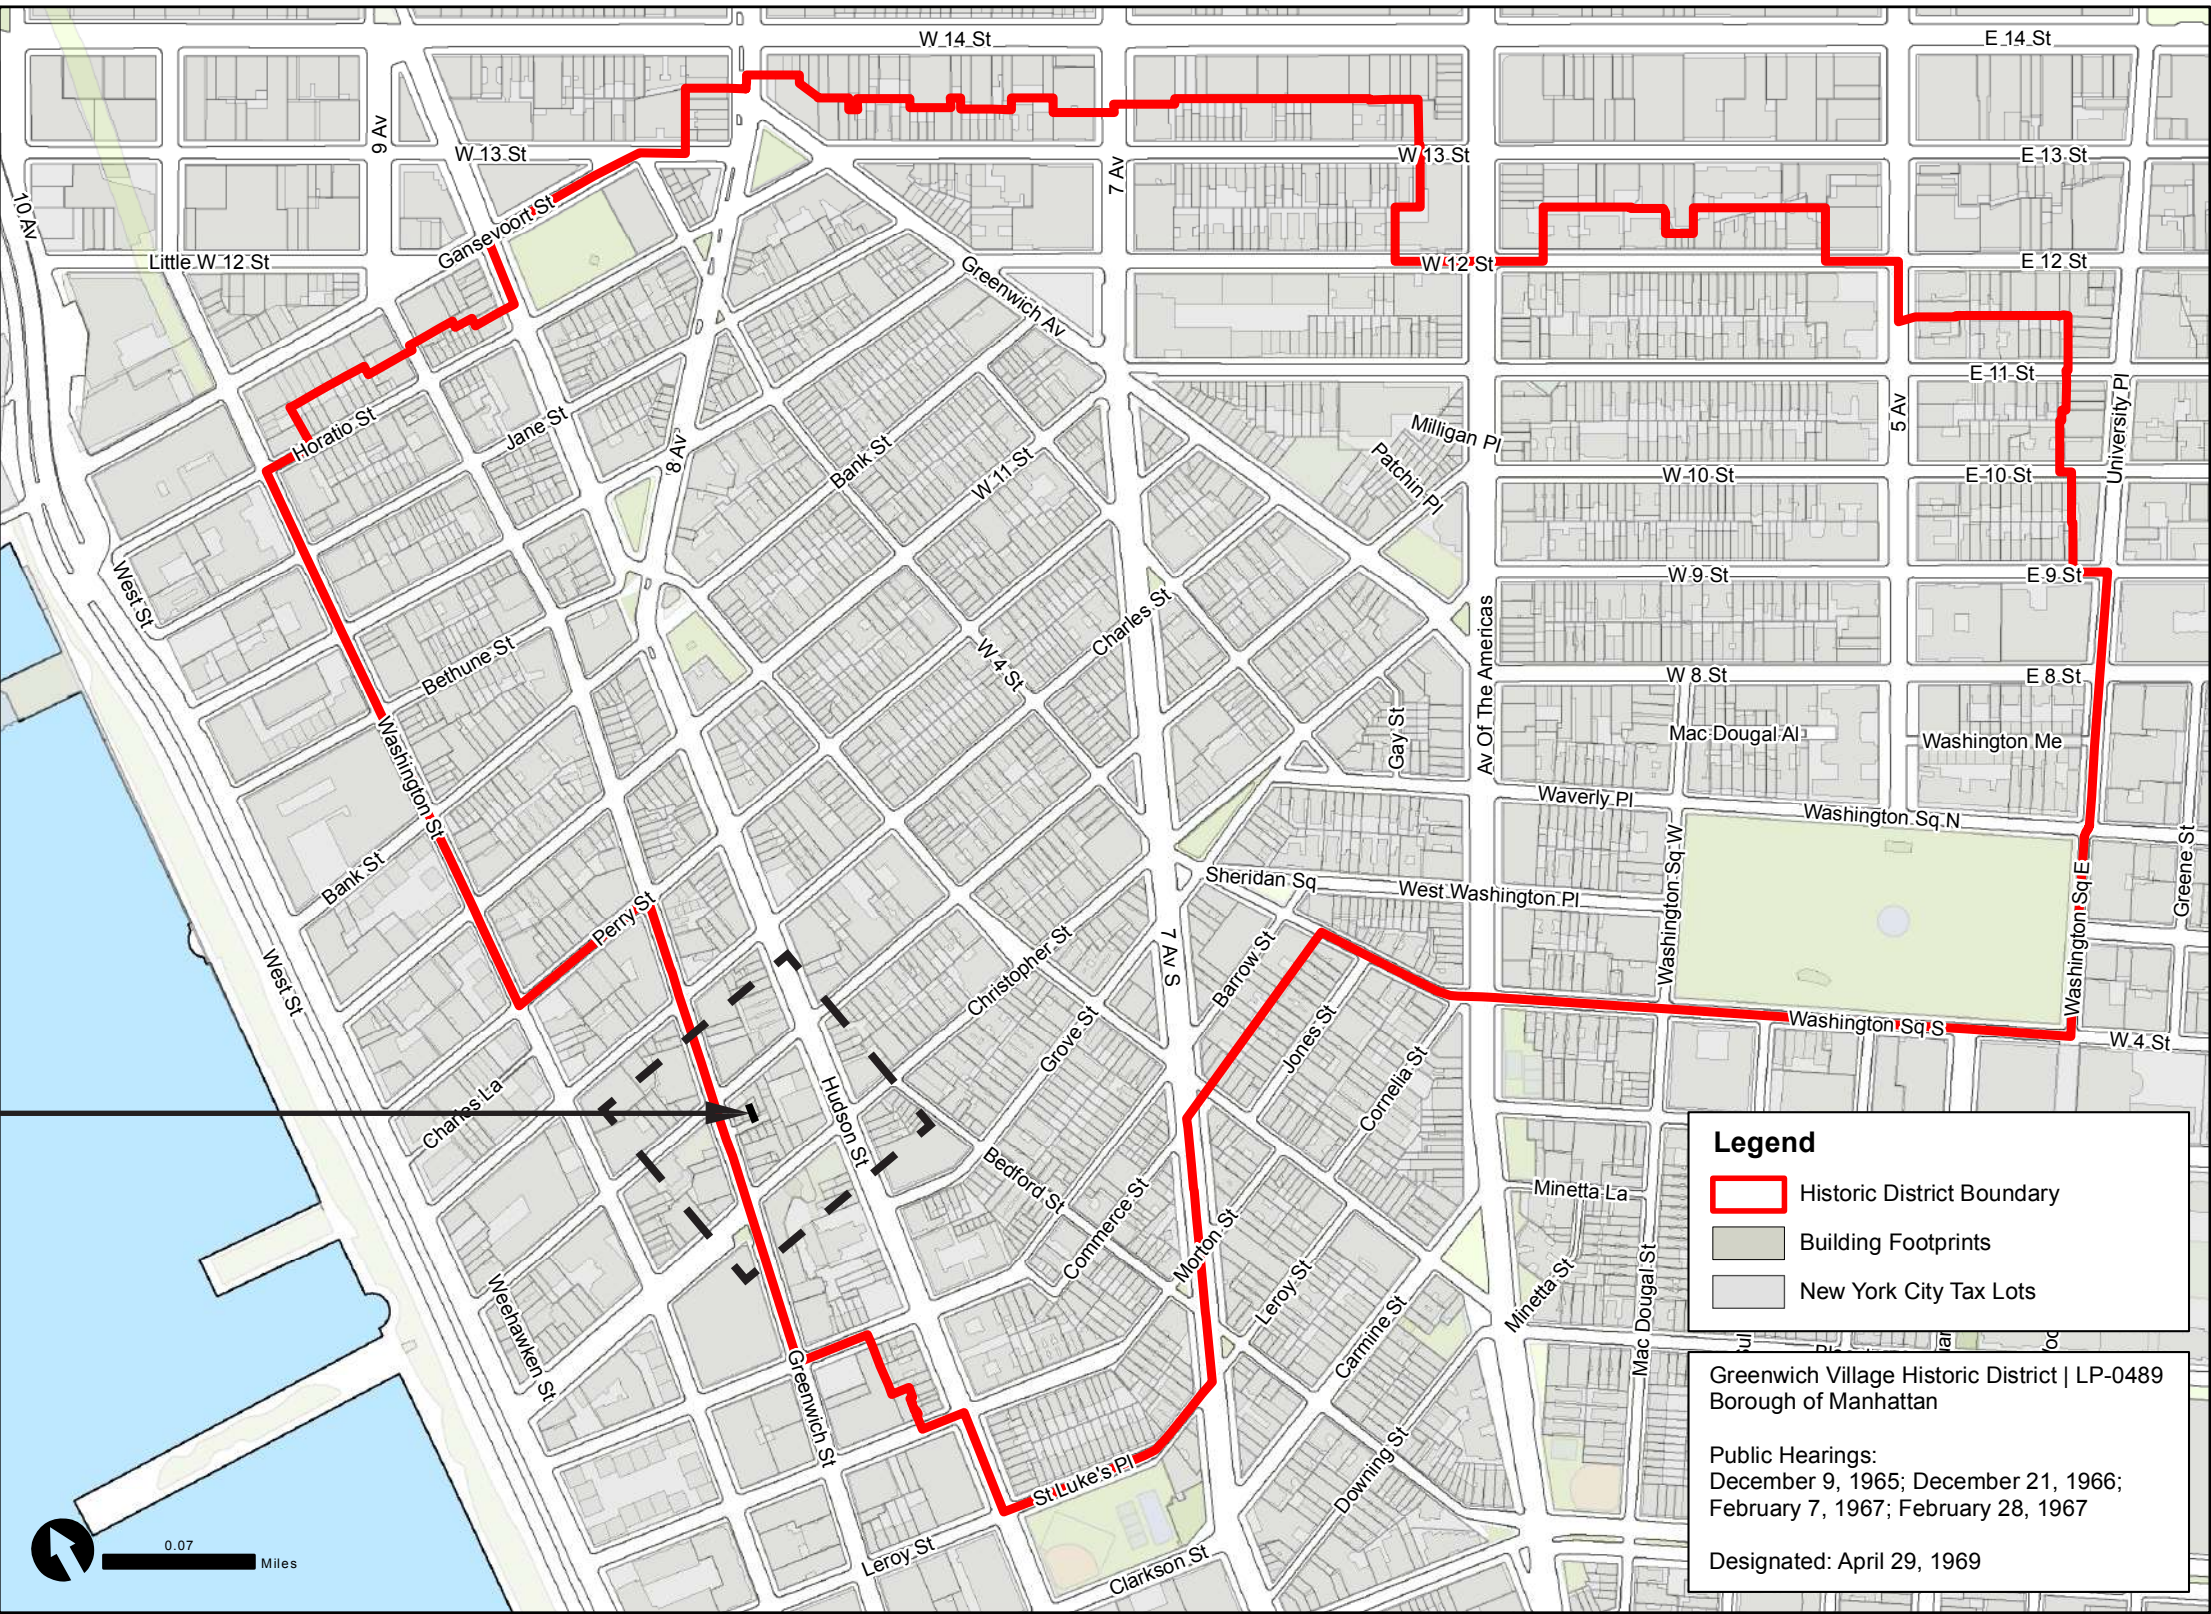 W 14 St
E 14 St
9 Av
W 13 St
7 Av
W 13 St
E 13 St
10 Av
Gansevoort St
Little W 12 St
Greenwich Av
W 12 St
E 12 St
E 11 St
University Pl
5 Av
Horatio St
Jane St
8 Av
Bank St
W 11 St
Milligan Pl
Patchin Pl
W 10 St
E 10 St
West St
W 9 St
E 9 St
Charles St
Av Of The Americas
Bethune St
W 4 St
W 8 St
E 8 St
Gay St
Mac Dougal Al
Washington Me
Washington St
Waverly Pl
Washington Sq N
Washington Sq W
Washington Sq E
Greene St
Bank St
Perry St
Sheridan Sq
West Washington Pl
West St
Christopher St
7 Av S
Barrow St
Grove St
Jones St
Washington Sq S
W 4 St
Charles La
Hudson St
Cornelia St
Bedford St
Commerce St
Morton St
Minetta La
Leroy St
Minetta St
Mac Dougal St
Weehawken St
Carmine St
Greenwich St
St Luke's Pl
Downing St
Leroy St
Clarkson St
0.07
Miles
Legend
Historic District Boundary
Building Footprints
New York City Tax Lots
Greenwich Village Historic District | LP-0489
Borough of Manhattan
Public Hearings:
December 9, 1965; December 21, 1966;
February 7, 1967; February 28, 1967
Designated: April 29, 1969